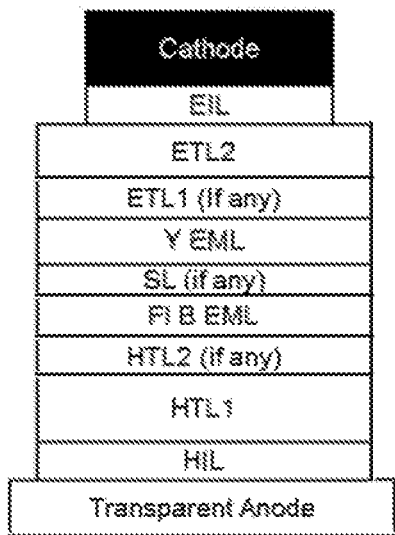 Cathode
EIL
ETL2
ETL1 (If any)
Y EML
SL (if any)
Fl B EML
HTL2 (if any)
HTL1
HIL
Transparent Anode